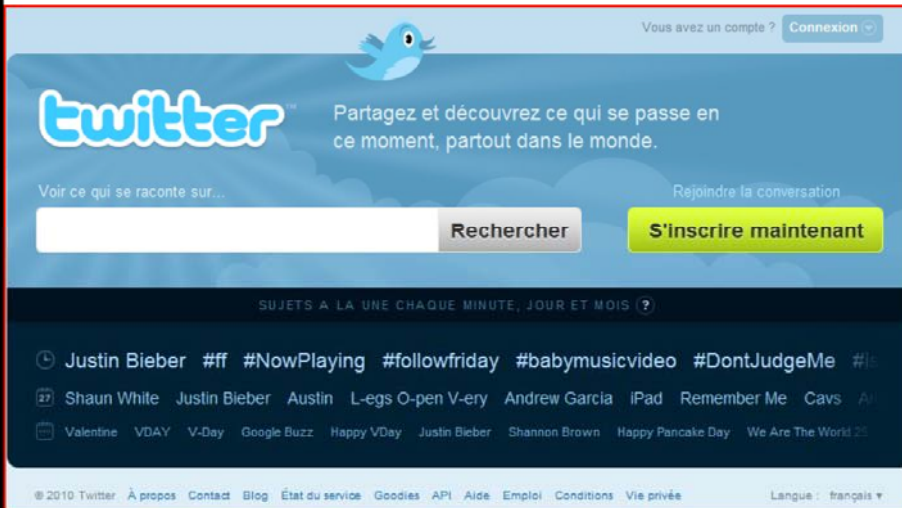 Vous avez un compte ? Connexion
twitter™
Partagez et découvrez ce qui se passe en
ce moment, partout dans le monde.
Voir ce qui se raconte sur...
Rechercher
Rejoindre la conversation
S'inscrire maintenant
SUJETS A LA UNE CHAQUE MINUTE, JOUR ET MOIS ?
Justin Bieber #ff #NowPlaying #followfriday #babymusicvideo #DontJudgeMe
27 Shaun White Justin Bieber Austin L-egs O-pen V-ery Andrew Garcia iPad Remember Me Cavs
Valentine VDAY V-Day Google Buzz Happy VDay Justin Bieber Shannon Brown Happy Pancake Day We Are The World 25
© 2010 Twitter À propos Contact Blog État du service Goodies API Aide Emploi Conditions Vie privée Langue : français